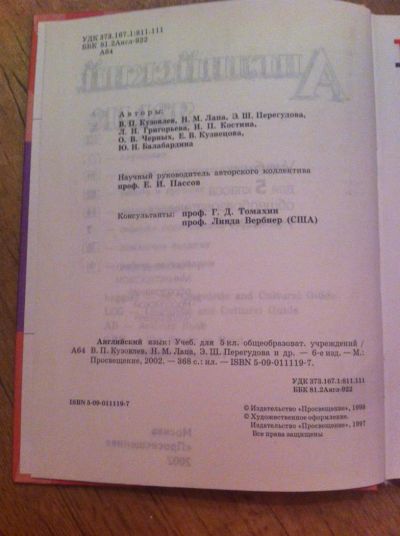 УДК 373.167.1:811.111
ББК 81.2Англ-922
А64
Авторы:
В. П. Кузовлев, Н. М. Лапа, Э. Ш. Перегудова,
Л. Н. Григорьева, И. П. Костина,
О. В. Черных, Е. В. Кузнецова,
Ю. Н. Балабардина
Научный руководитель авторского коллектива
проф. Е. И. Пассов
Консультанты: проф. Г. Д. Томахин
проф. Линда Вербнер (США)
Английский язык: Учеб. для 5 кл. общеобразоват. учреждений /
А64 В. П. Кузовлев, Н. М. Лапа, Э. Ш. Перегудова и др. — 6-е изд. — М.:
Просвещение, 2002. — 368 с.: ил. — ISBN 5-09-011119-7.
УДК 373.167.1:811.111
ББК 81.2Англ-922
ISBN 5-09-011119-7
© Издательство «Просвещение», 1998
© Художественное оформление.
Издательство «Просвещение», 1997
Все права защищены